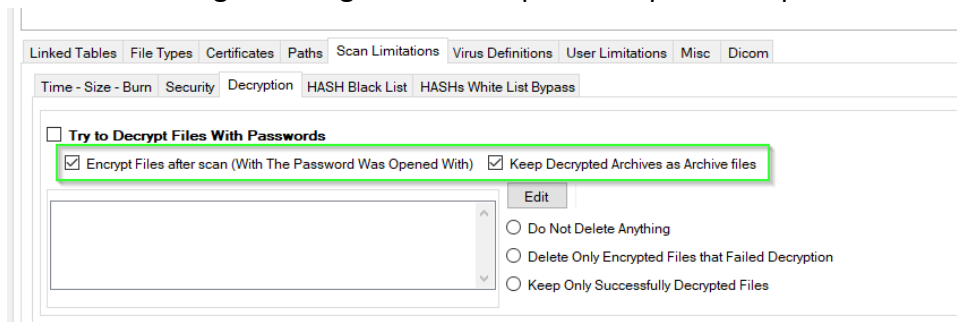 Linked Tables File Types Certificates Paths Scan Limitations Virus Definitions User Limitations Misc Dicom
Time - Size - Burn Security Decryption HASH Black List HASHs White List Bypass
Try to Decrypt Files With Passwords
Encrypt Files after scan (With The Password Was Opened With) Keep Decrypted Archives as Archive files
Edit
Do Not Delete Anything
Delete Only Encrypted Files that Failed Decryption
Keep Only Successfully Decrypted Files